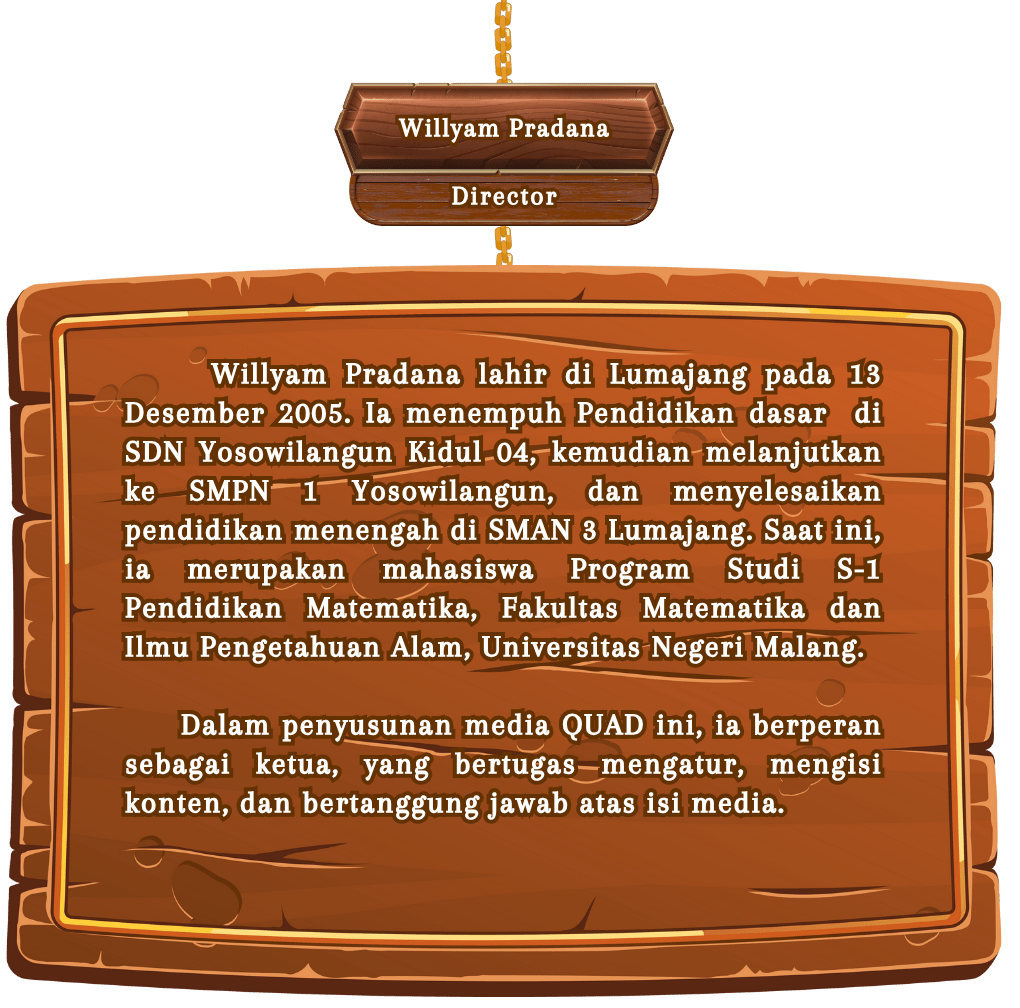 Willyam Pradana
Director
Willyam Pradana lahir di Lumajang pada 13
Desember 2005. Ia menempuh Pendidikan dasar di
SDN Yosowilangun Kidul 04, kemudian melanjutkan
ke SMPN 1 Yosowilangun, dan menyelesaikan
pendidikan menengah di SMAN 3 Lumajang. Saat ini,
ia merupakan mahasiswa Program Studi S-1
Pendidikan Matematika, Fakultas Matematika dan
Ilmu Pengetahuan Alam, Universitas Negeri Malang.
Dalam penyusunan media QUAD ini, ia berperan
sebagai ketua, yang bertugas mengatur, mengisi
konten, dan bertanggung jawab atas isi media.